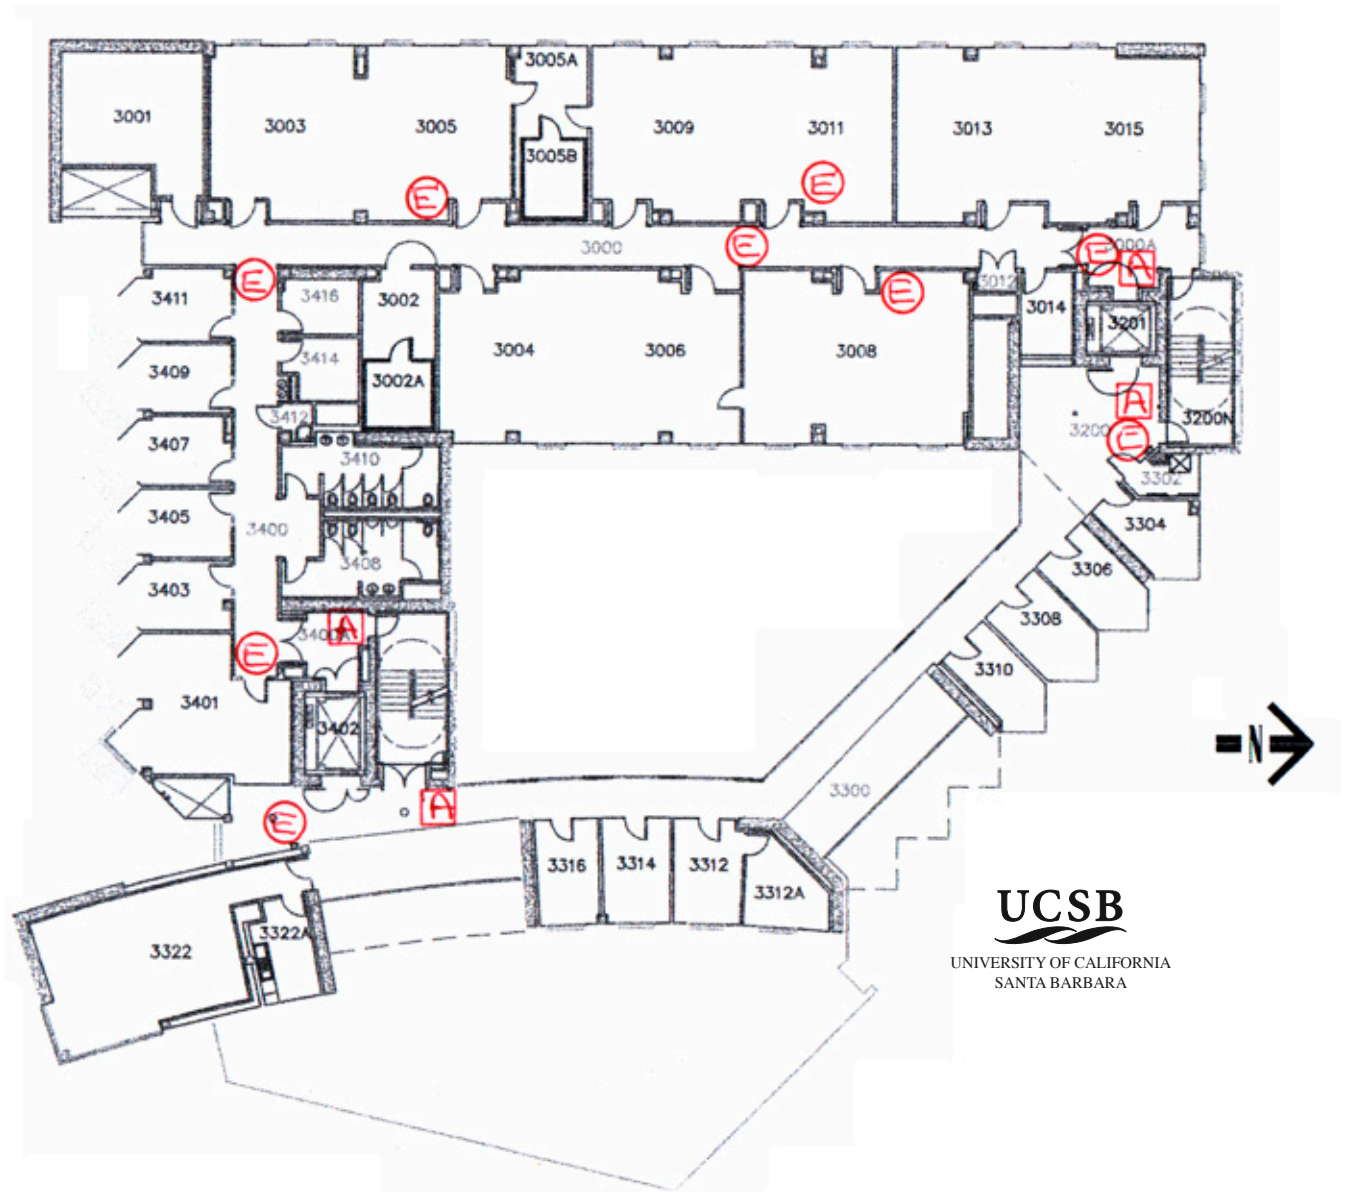 3005A
3001
3003
3005
3009
3011
3013
3015
3005B
E
E
3000
E
E
3000A
A
E
3411
3416
3002
3012
3014
3201
E
3004
3006
3008
3414
3409
3002A
A
3412
3200N
3200
E
3407
3410
3302
3405
3400
3304
3408
3306
3403
3308
3400A
A
E
3310
3401
3402
N
3300
A
E
3316
3314
3312
3312A
3322A
3322
UCSB
UNIVERSITY OF CALIFORNIA
SANTA BARBARA